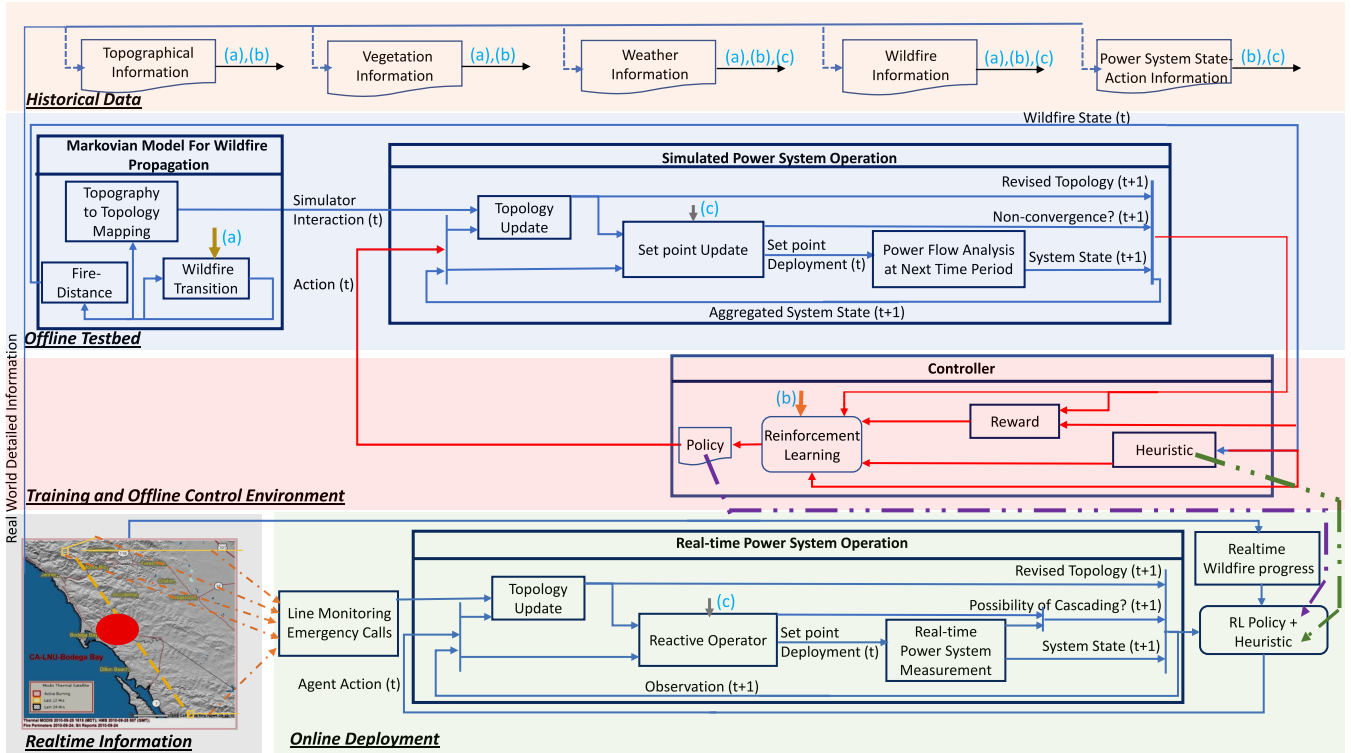 Topographical
Information
(a),(b)
Vegetation
Information
(a),(b)
Weather
Information
(a),(b),(c)
Wildfire
Information
(a),(b),(c)
Power System State-
Action Information
(b),(c)
Historical Data
Wildfire State (t)
Markovian Model For Wildfire
Propagation
Topography
to Topology
Mapping
(a)
Fire-
Distance
Wildfire
Transition
Simulator
Interaction (t)
Action (t)
Simulated Power System Operation
Topology
Update
(c)
Set point Update
Set point
Deployment (t)
Power Flow Analysis
at Next Time Period
Revised Topology (t+1)
Non-convergence? (t+1)
System State (t+1)
Aggregated System State (t+1)
Offline Testbed
Real World Detailed Information
Controller
(b)
Policy
Reinforcement
Learning
Reward
Heuristic
Training and Offline Control Environment
CA-LNU-Bodega Bay
Realtime Information
Line Monitoring
Emergency Calls
Agent Action (t)
Real-time Power System Operation
Topology
Update
(c)
Reactive Operator
Set point
Deployment (t)
Real-time
Power System
Measurement
Revised Topology (t+1)
Possibility of Cascading? (t+1)
System State (t+1)
Observation (t+1)
Realtime
Wildfire progress
RL Policy +
Heuristic
Online Deployment